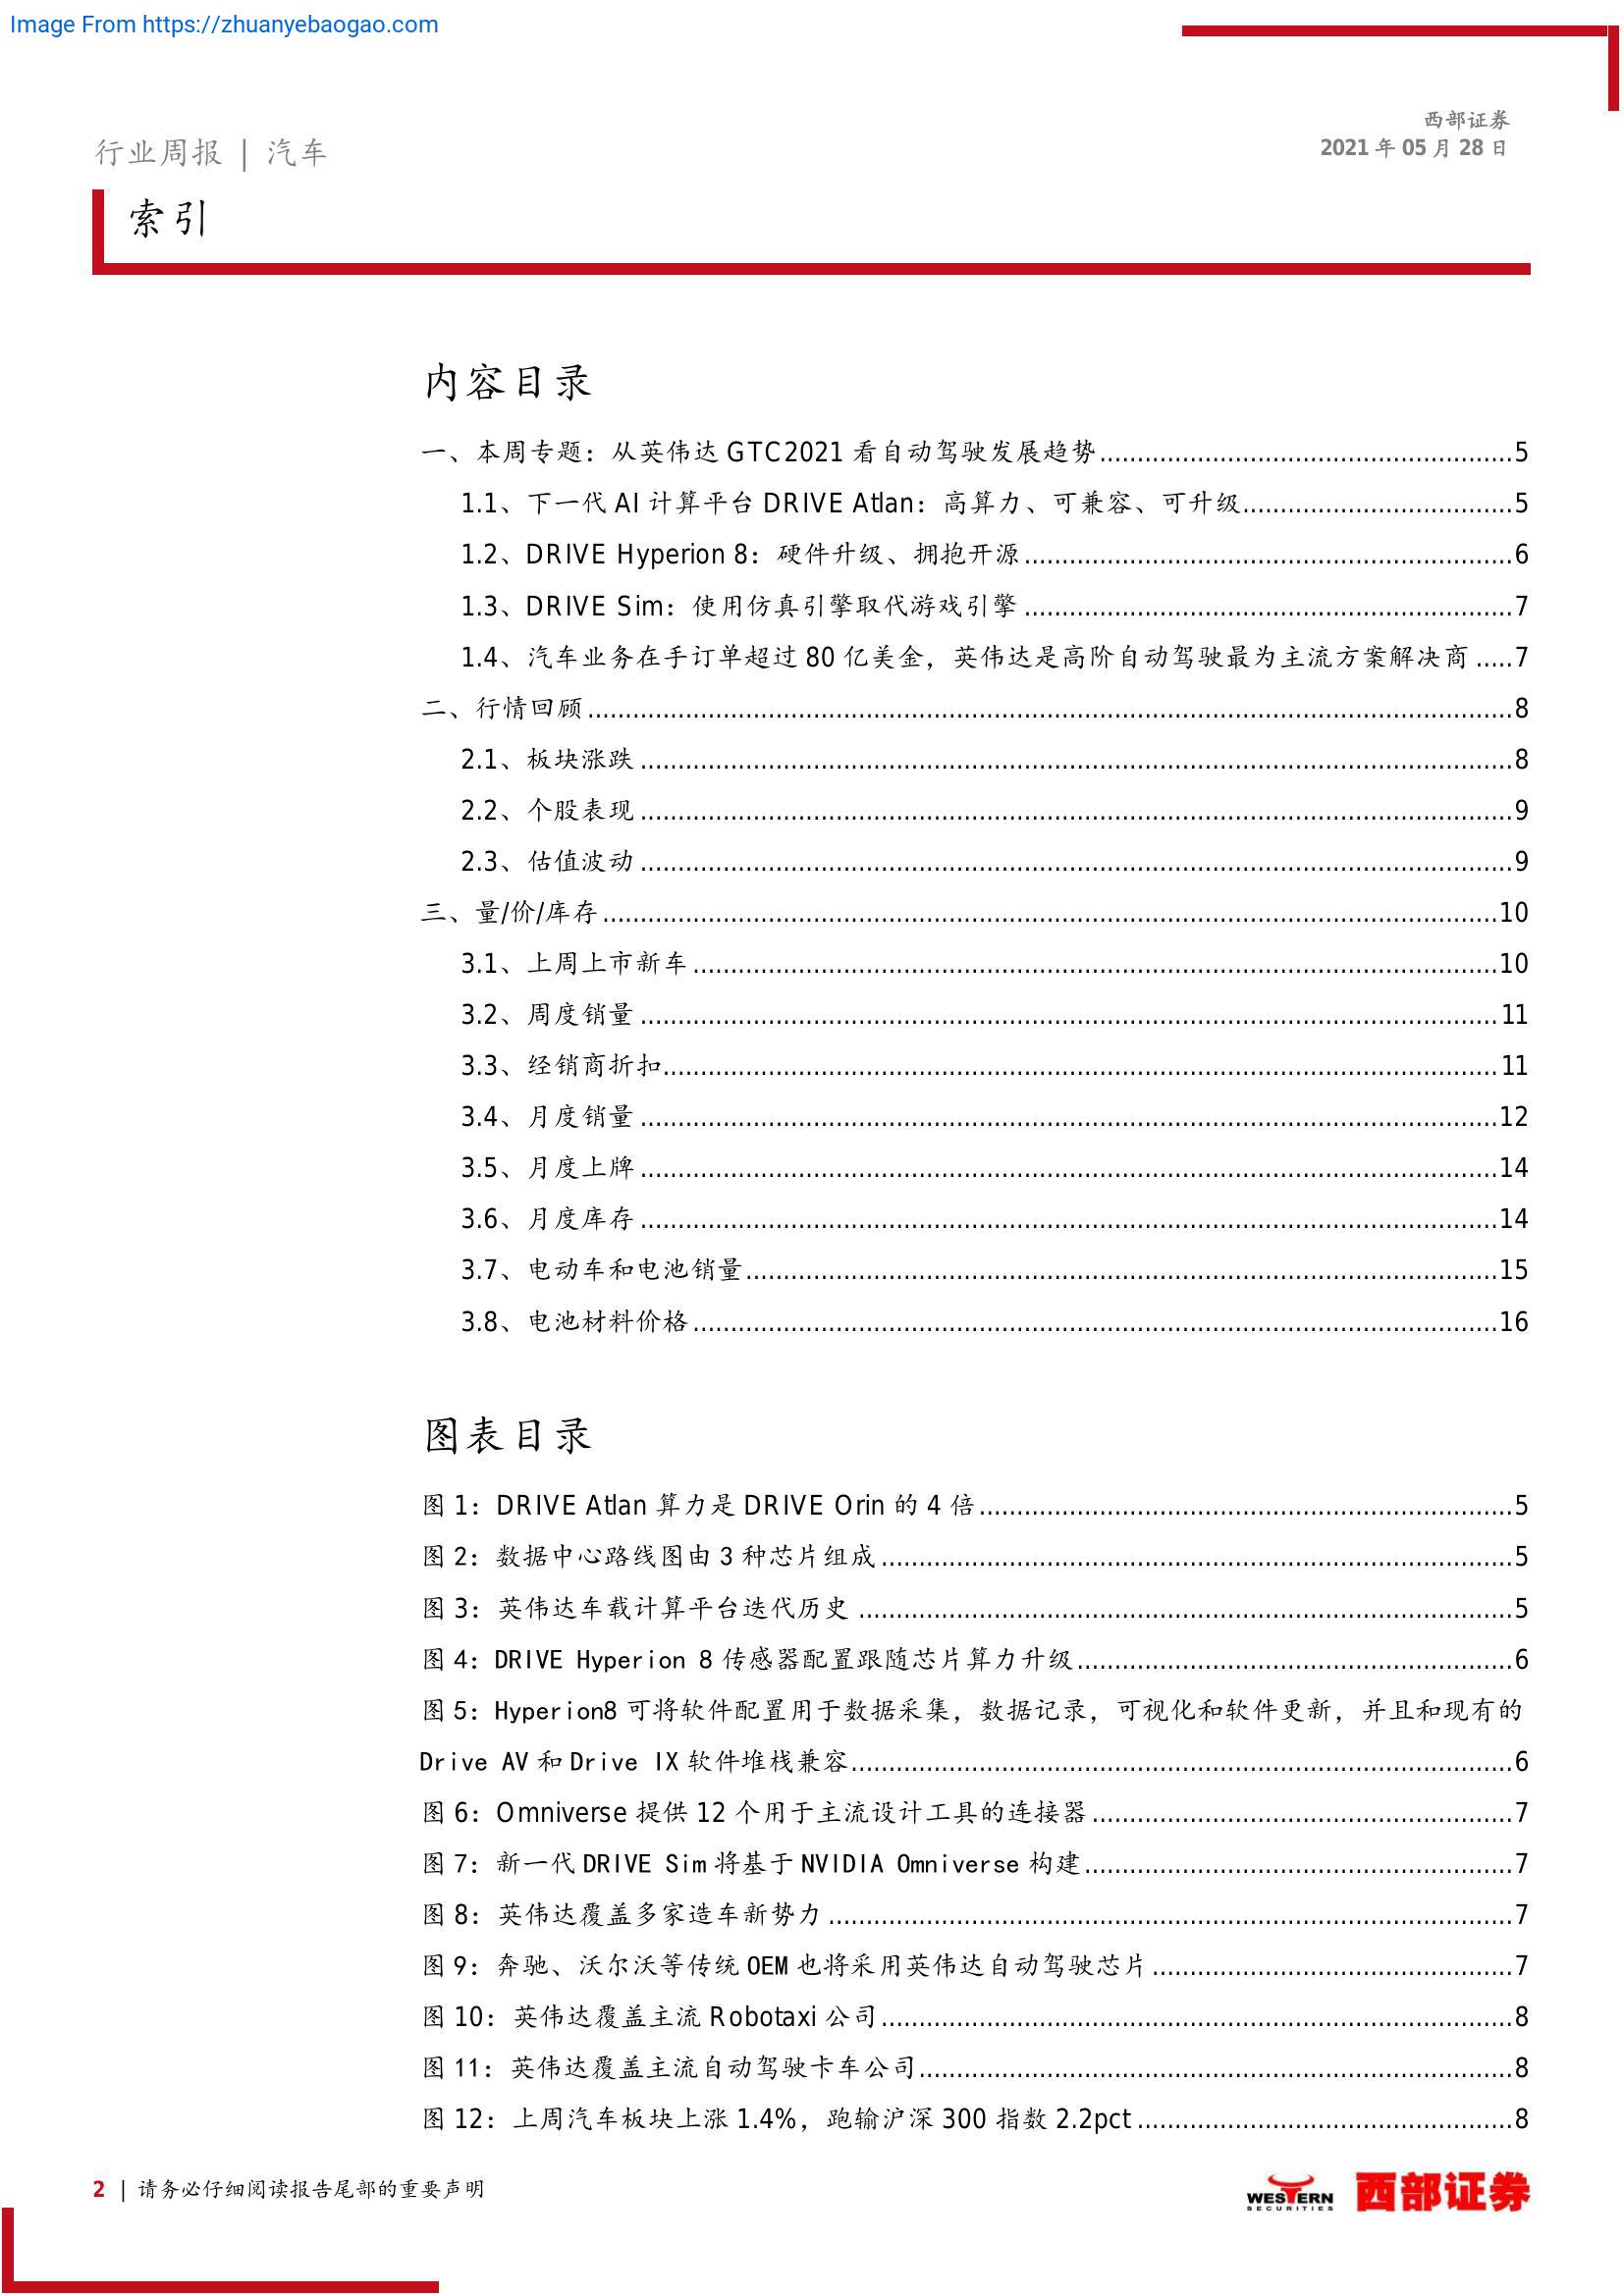 Image From https://zhuanyebaogao.com
西部证券
行业周报 | 汽车
2021 年 05 月 28 日
索引
内容目录
一、本周专题：从英伟达 GTC2021 看自动驾驶发展趋势.......................................................5
1.1、下一代 AI 计算平台 DRIVE Atlan：高算力、可兼容、可升级....................................5
1.2、DRIVE Hyperion 8：硬件升级、拥抱开源.................................................................6
1.3、DRIVE Sim：使用仿真引擎取代游戏引擎.................................................................7
1.4、汽车业务在手订单超过 80 亿美金，英伟达是高阶自动驾驶最为主流方案解决商.....7
二、行情回顾...........................................................................................................................8
2.1、板块涨跌....................................................................................................................8
2.2、个股表现....................................................................................................................9
2.3、估值波动....................................................................................................................9
三、量/价/库存.......................................................................................................................10
3.1、上周上市新车...........................................................................................................10
3.2、周度销量..................................................................................................................11
3.3、经销商折扣...............................................................................................................11
3.4、月度销量..................................................................................................................12
3.5、月度上牌..................................................................................................................14
3.6、月度库存..................................................................................................................14
3.7、电动车和电池销量....................................................................................................15
3.8、电池材料价格...........................................................................................................16
图表目录
图 1：DRIVE Atlan 算力是 DRIVE Orin 的 4 倍.......................................................................5
图 2：数据中心路线图由 3 种芯片组成....................................................................................5
图 3：英伟达车载计算平台迭代历史.......................................................................................5
图 4：DRIVE Hyperion 8 传感器配置跟随芯片算力升级..........................................................6
图 5：Hyperion8 可将软件配置用于数据采集，数据记录，可视化和软件更新，并且和现有的
Drive AV 和 Drive IX 软件堆栈兼容........................................................................................6
图 6：Omniverse 提供 12 个用于主流设计工具的连接器........................................................7
图 7：新一代 DRIVE Sim 将基于 NVIDIA Omniverse 构建.........................................................7
图 8：英伟达覆盖多家造车新势力...........................................................................................7
图 9：奔驰、沃尔沃等传统 OEM 也将采用英伟达自动驾驶芯片................................................7
图 10：英伟达覆盖主流 Robotaxi 公司....................................................................................8
图 11：英伟达覆盖主流自动驾驶卡车公司...............................................................................8
图 12：上周汽车板块上涨 1.4%，跑输沪深 300 指数 2.2pct..................................................8
2 | 请务必仔细阅读报告尾部的重要声明
WESTERN
SECURITIES
西部证券